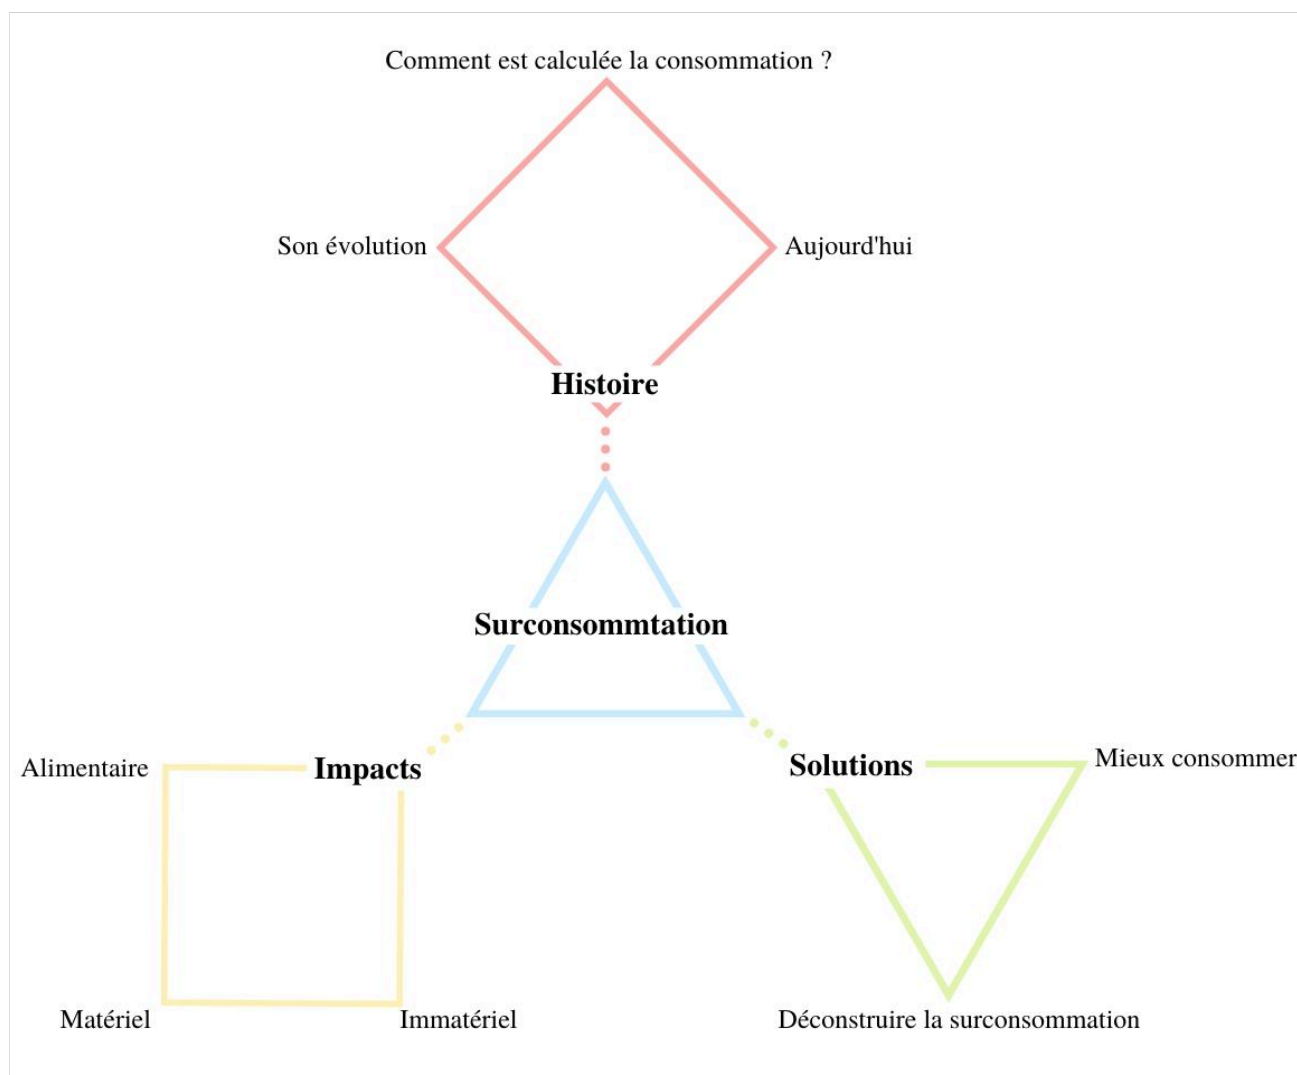 Comment est calculée la consommation ?
Son évolution
Aujourd'hui
Histoire
Surconsommtation
Alimentaire
Impacts
Solutions
Mieux consommer
Matériel
Immatériel
Déconstruire la surconsommation